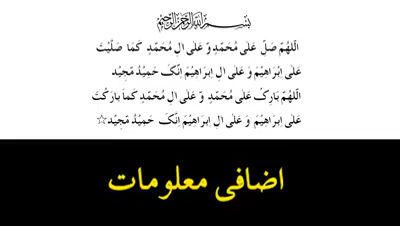 بسم الله الرحمن الرحيم
اَللّٰهُمَّ صَلِّ عَلٰى مُحَمَّدٍ وَّ عَلٰى اٰلِ مُحَمَّدٍ كَمَا صَلَّيْتَ
عَلٰى اِبْرَاهِيْمَ وَ عَلٰى اٰلِ اِبْرَاهِيْمَ اِنَّکَ حَمِيْدٌ مَّجِيْد
اَللّٰهُمَّ بَارِکْ عَلٰى مُحَمَّدٍ وَّ عَلٰى اٰلِ مُحَمَّدٍ كَمَا بَارَكْتَ
عَلٰى اِبْرَاهِيْمَ وَ عَلٰى اٰلِ اِبْرَاهِيْمَ اِنَّکَ حَمِيْدٌ مَّجِيْد☆
اضافی معلومات